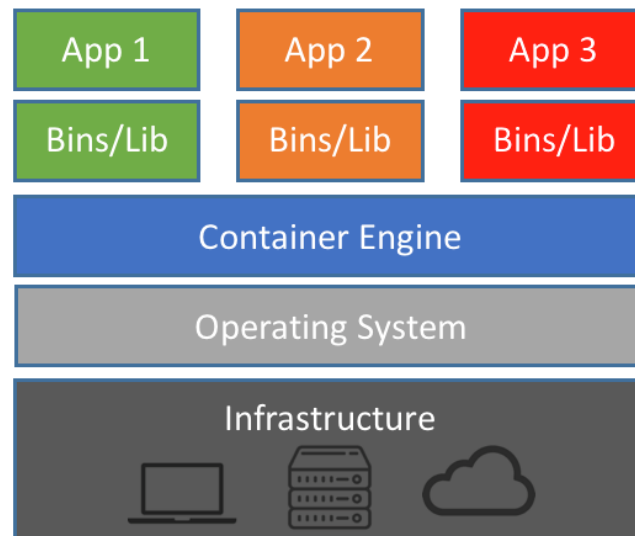 App 1
App 2
App 3
Bins/Lib
Bins/Lib
Bins/Lib
Container Engine
Operating System
Infrastructure